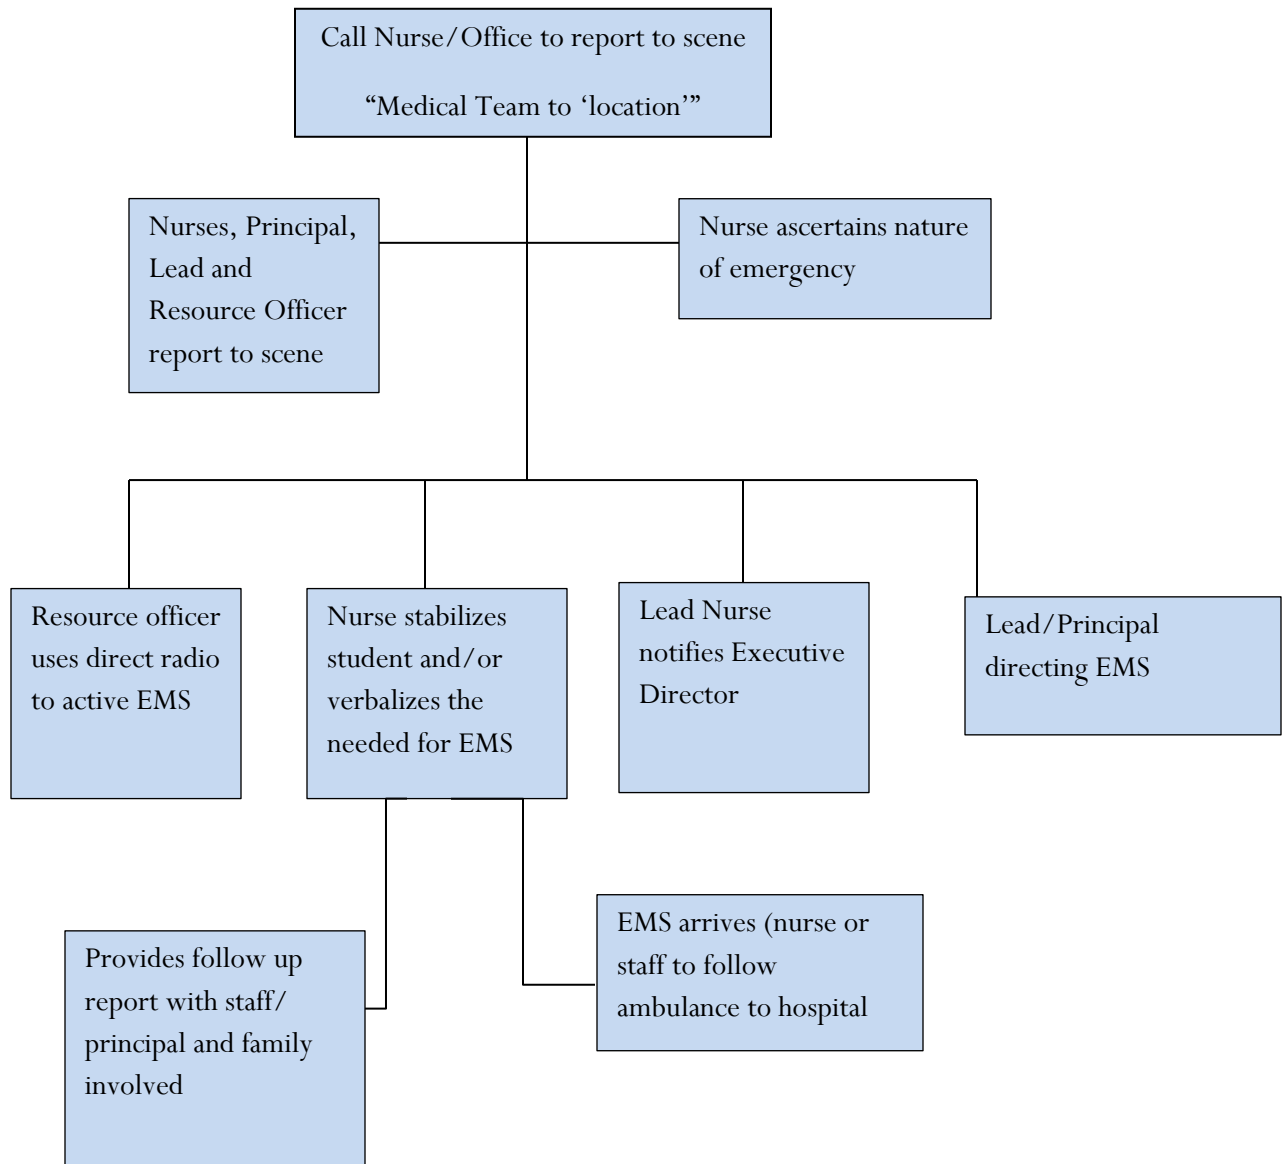 Call Nurse/Office to report to scene
“Medical Team to ‘location’”
Nurses, Principal,
Lead and
Resource Officer
report to scene
Nurse ascertains nature
of emergency
Resource officer
uses direct radio
to active EMS
Nurse stabilizes
student and/or
verbalizes the
needed for EMS
Lead Nurse
notifies Executive
Director
Lead/Principal
directing EMS
Provides follow up
report with staff/
principal and family
involved
EMS arrives (nurse or
staff to follow
ambulance to hospital